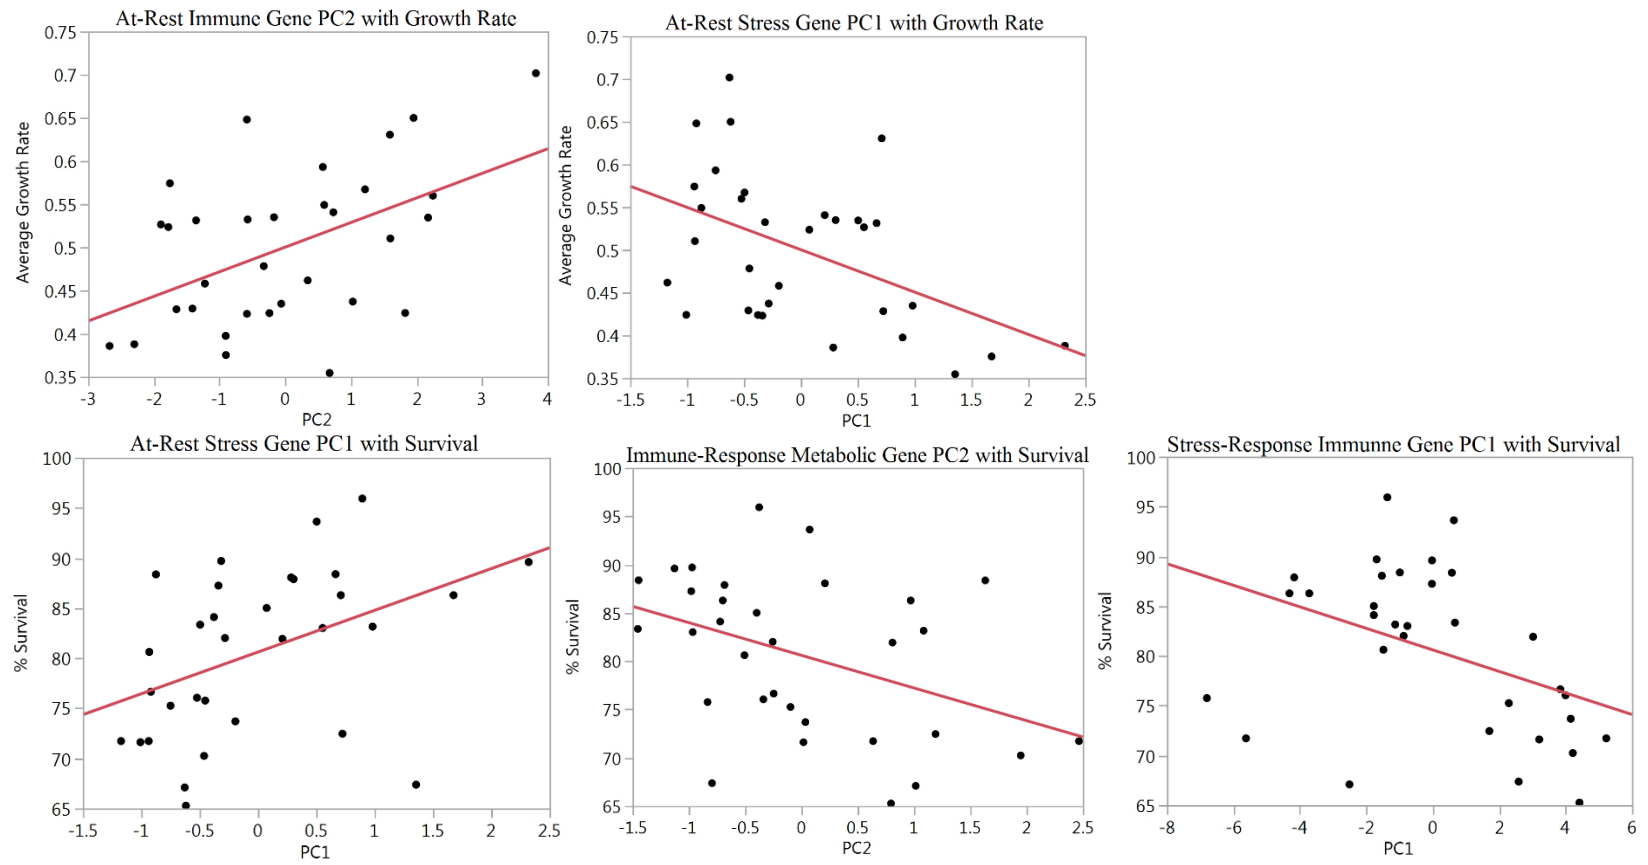 At-Rest Immune Gene PC2 with Growth Rate
0.75
0.7
0.65
0.6
0.55
0.5
0.45
0.4
0.35
Average Growth Rate
-3 -2 -1 0 1 2 3 4
PC2
At-Rest Stress Gene PC1 with Growth Rate
0.75
0.7
0.65
0.6
0.55
0.5
0.45
0.4
0.35
Average Growth Rate
-1.5 -1 -0.5 0 0.5 1 1.5 2 2.5
PC1
At-Rest Stress Gene PC1 with Survival
100
95
90
85
80
75
70
65
% Survival
-1.5 -1 -0.5 0 0.5 1 1.5 2 2.5
PC1
Immune-Response Metabolic Gene PC2 with Survival
100
95
90
85
80
75
70
65
% Survival
-1.5 -1 -0.5 0 0.5 1 1.5 2 2.5
PC2
Stress-Response Immunne Gene PC1 with Survival
100
95
90
85
80
75
70
65
% Survival
-8 -6 -4 -2 0 2 4 6
PC1